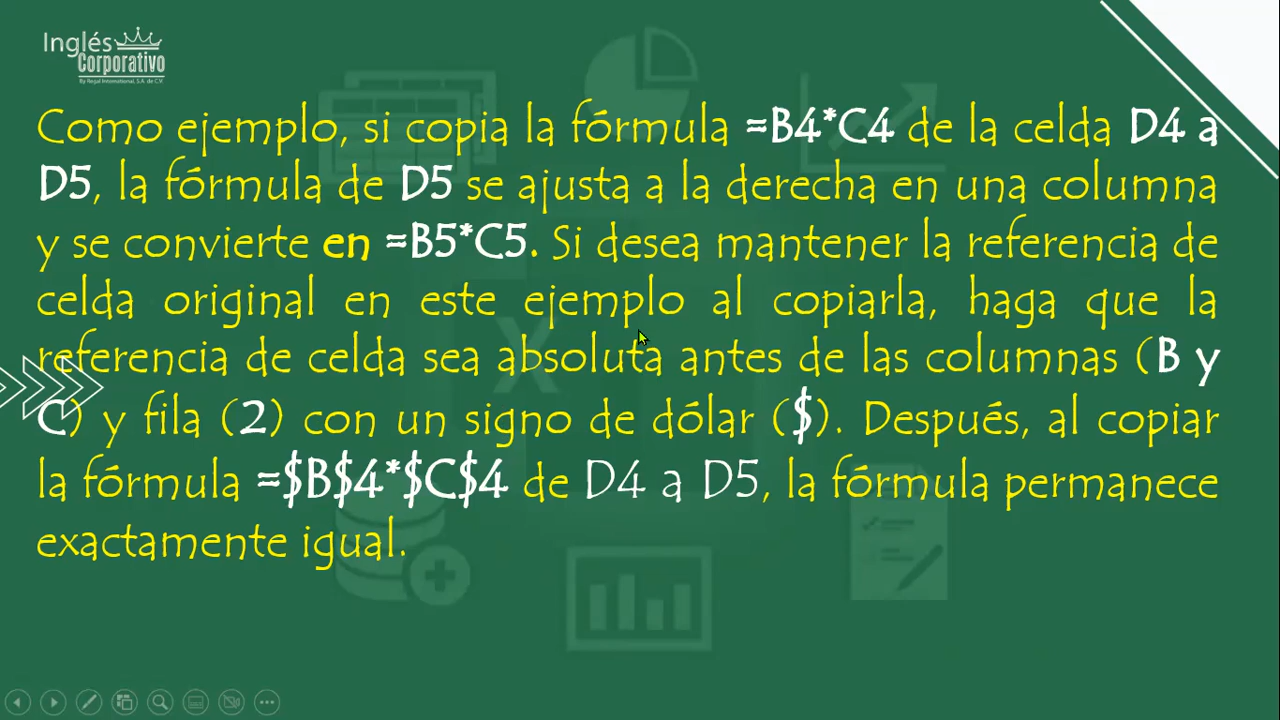 Inglés
Corporativo
By Regal International, S.A. de C.V.
Como ejemplo, si copia la fórmula =B4*C4 de la celda D4 a
D5, la fórmula de D5 se ajusta a la derecha en una columna
y se convierte en =B5*C5. Si desea mantener la referencia de
celda original en este ejemplo al copiarla, haga que la
referencia de celda sea absoluta antes de las columnas (B y
C) y fila (2) con un signo de dólar ($). Después, al copiar
la fórmula =$B$4*$C$4 de D4 a D5, la fórmula permanece
exactamente igual.